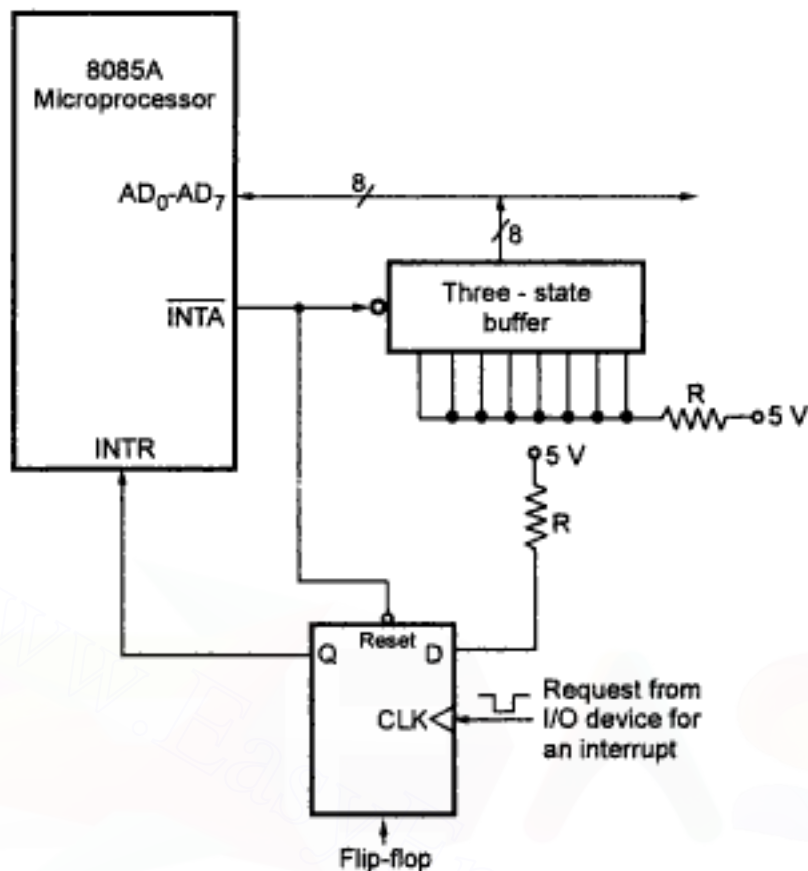 8085A
Microprocessor
AD₀-AD₇
8
8
INTA
Three - state
buffer
R
5 V
INTR
5 V
R
Q
Reset
D
CLK
Request from
I/O device for
an interrupt
Flip-flop